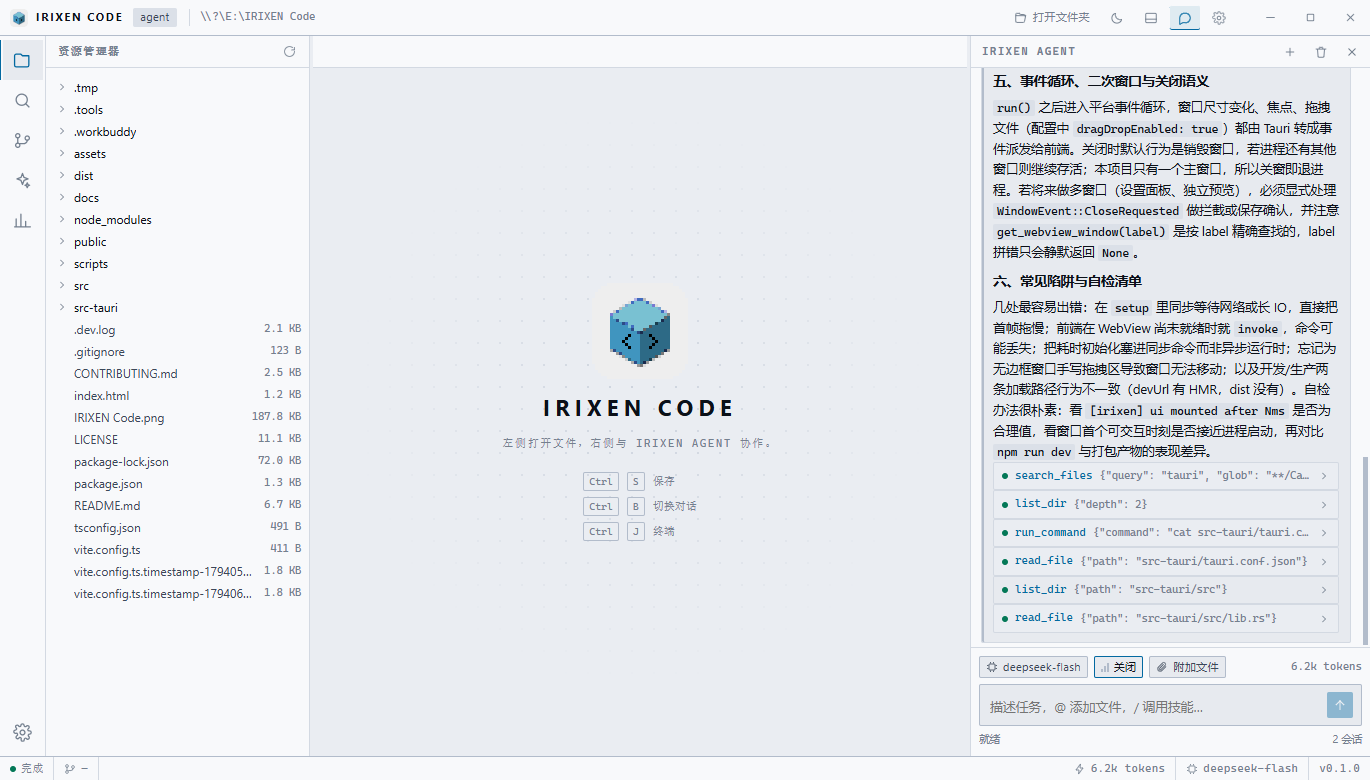 IRIXEN CODE agent \\?\E:\IRIXEN Code 打开文件夹
资源管理器
.tmp
.tools
.workbuddy
assets
dist
docs
node_modules
public
scripts
src
src-tauri
.dev.log 2.1 KB
.gitignore 123 B
CONTRIBUTING.md 2.5 KB
index.html 1.2 KB
IRIXEN Code.png 187.8 KB
LICENSE 11.1 KB
package-lock.json 72.0 KB
package.json 1.3 KB
README.md 6.7 KB
tsconfig.json 491 B
vite.config.ts 411 B
vite.config.ts.timestamp-179405... 1.8 KB
vite.config.ts.timestamp-179406... 1.8 KB
IRIXEN CODE
左侧打开文件，右侧与 IRIXEN AGENT 协作。
Ctrl S 保存
Ctrl B 切换对话
Ctrl J 终端
IRIXEN AGENT
五、事件循环、二次窗口与关闭语义
run() 之后进入平台事件循环，窗口尺寸变化、焦点、拖拽
文件（配置中 dragDropEnabled: true）都由 Tauri 转成事
件派发给前端。关闭时默认行为是销毁窗口，若进程还有其他
窗口则继续存活；本项目只有一个主窗口，所以关窗即退进
程。若将来做多窗口（设置面板、独立预览），必须显式处理
WindowEvent::CloseRequested 做拦截或保存确认，并注意
get_webview_window(label) 是按 label 精确查找的，label
拼错只会静默返回 None。
六、常见陷阱与自检清单
几处最容易出错：在 setup 里同步等待网络或长 IO，直接把
首帧拖慢；前端在 WebView 尚未就绪时就 invoke，命令可
能丢失；把耗时初始化塞进同步命令而非异步运行时；忘记为
无边框窗口手写拖拽区导致窗口无法移动；以及开发/生产两
条加载路径行为不一致（devUrl 有 HMR，dist 没有）。自检
办法很朴素：看 [irixen] ui mounted after Nms 是否为
合理值，看窗口首个可交互时刻是否接近进程启动，再对比
npm run dev 与打包产物的表现差异。
search_files {"query": "tauri", "glob": "**/Ca...
list_dir {"depth": 2}
run_command {"command": "cat src-tauri/tauri.c...
read_file {"path": "src-tauri/tauri.conf.json"}
list_dir {"path": "src-tauri/src"}
read_file {"path": "src-tauri/src/lib.rs"}
deepseek-flash 关闭 附加文件 6.2k tokens
描述任务，@ 添加文件，/ 调用技能...
就绪 2 会话
完成 — 6.2k tokens deepseek-flash v0.1.0